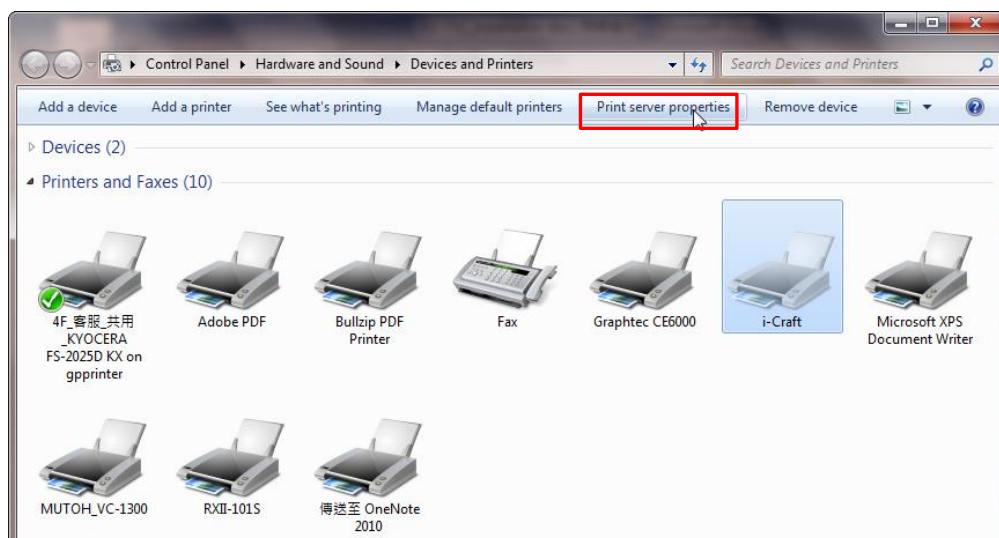 Control Panel Hardware and Sound Devices and Printers Search Devices and Printers
Add a device Add a printer See what's printing Manage default printers Print server properties Remove device
Devices (2)
Printers and Faxes (10)
4F_客服_共用
_KYOCERA
FS-2025D KX on
gpprinter
Adobe PDF
Bullzip PDF
Printer
Fax
Graphtec CE6000
i-Craft
Microsoft XPS
Document Writer
MUTOH_VC-1300
RXII-101S
傳送至 OneNote
2010